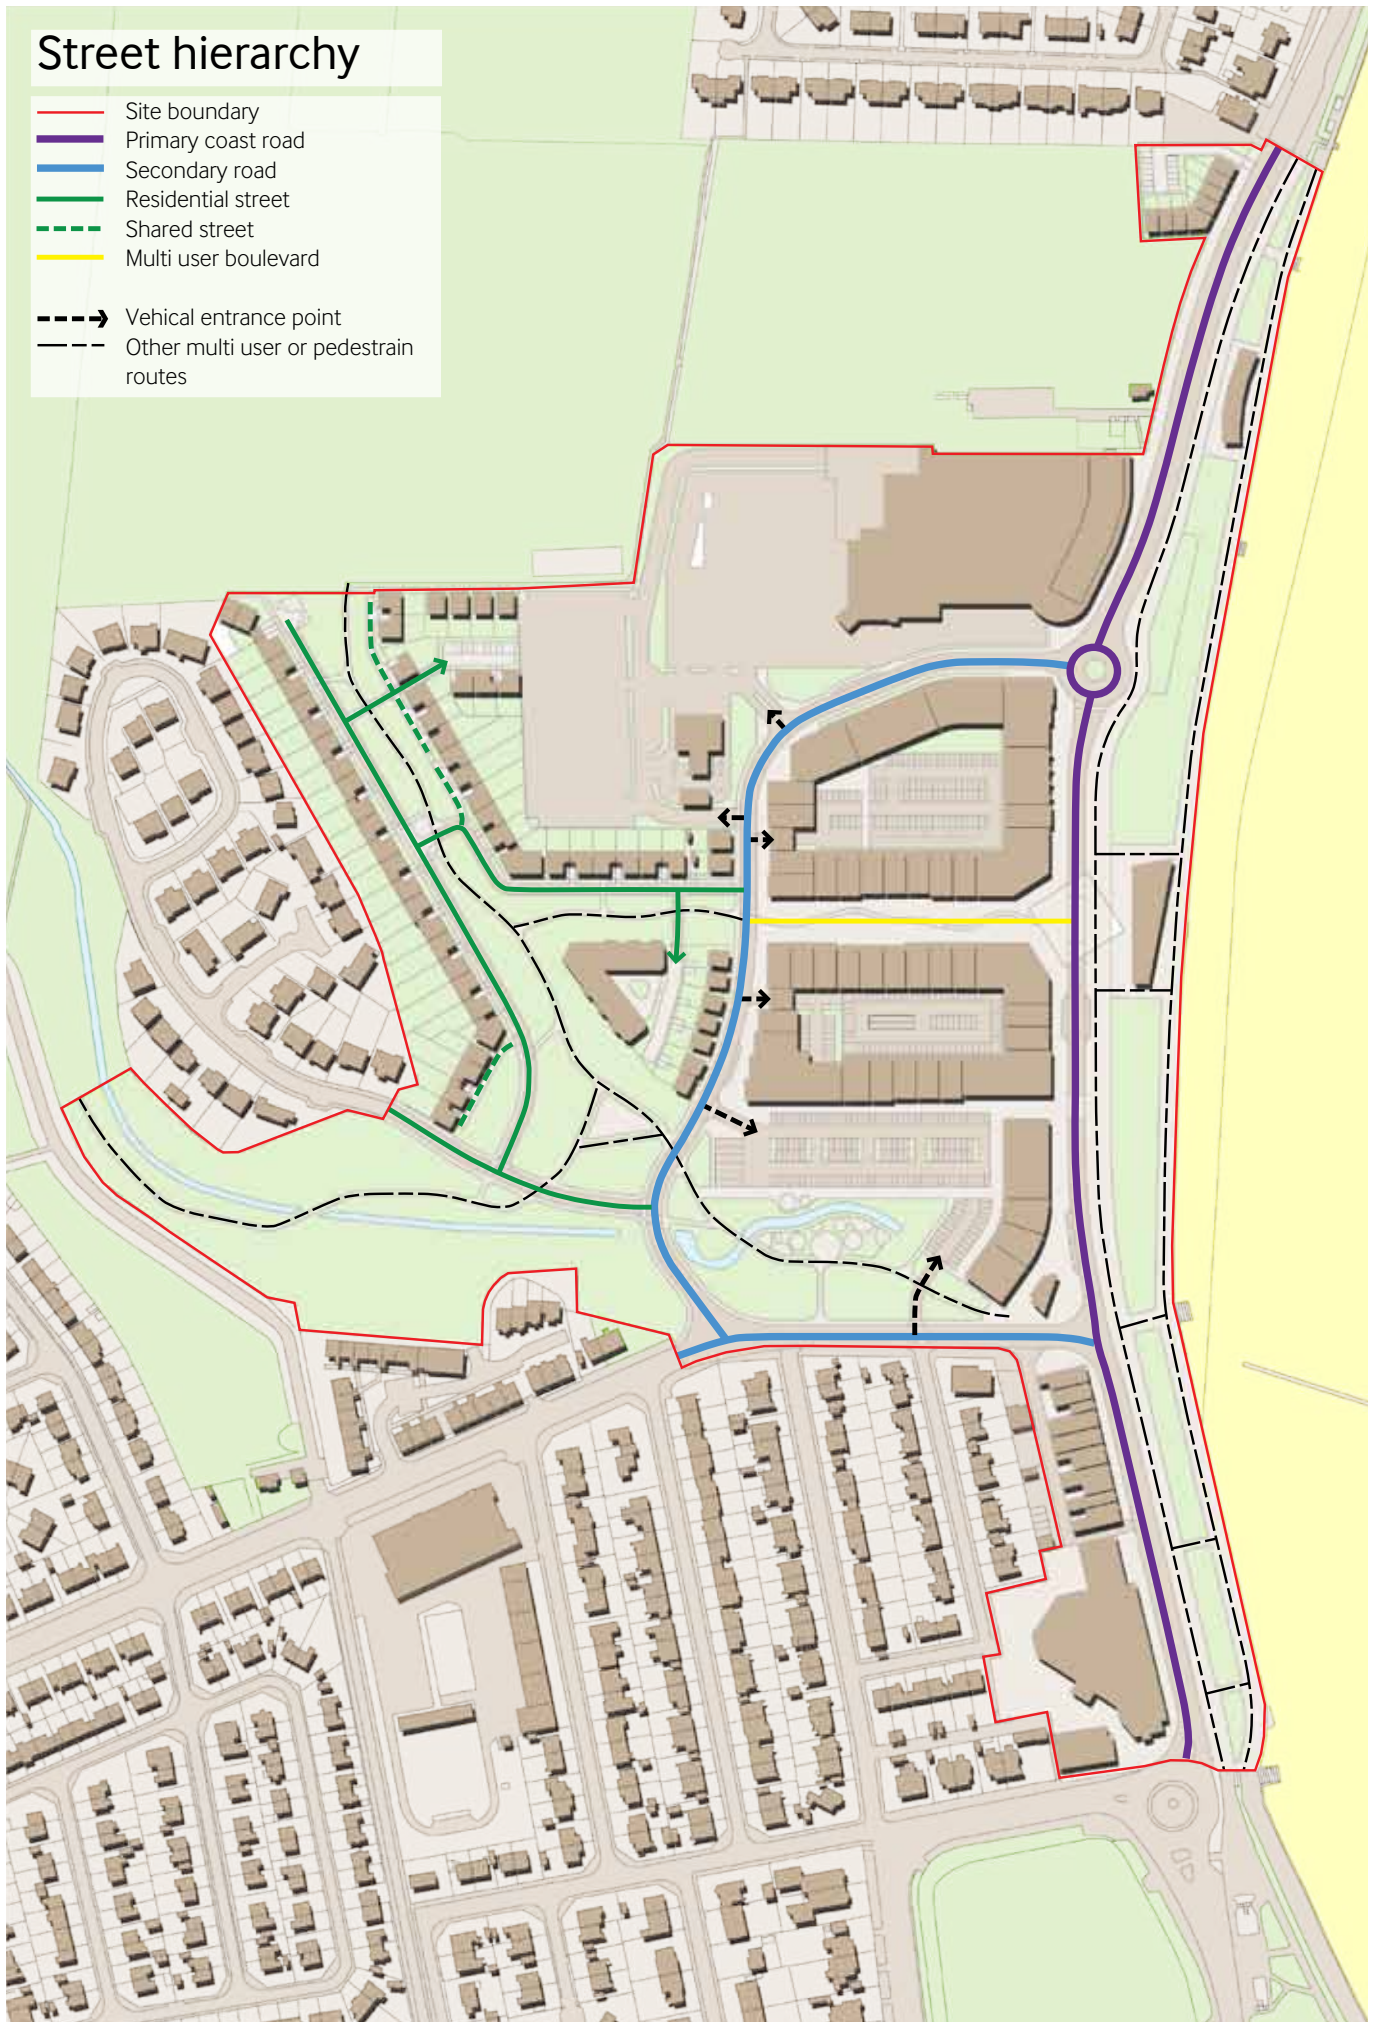 Street hierarchy
Site boundary
Primary coast road
Secondary road
Residential street
Shared street
Multi user boulevard
Vehical entrance point
Other multi user or pedestrain
routes